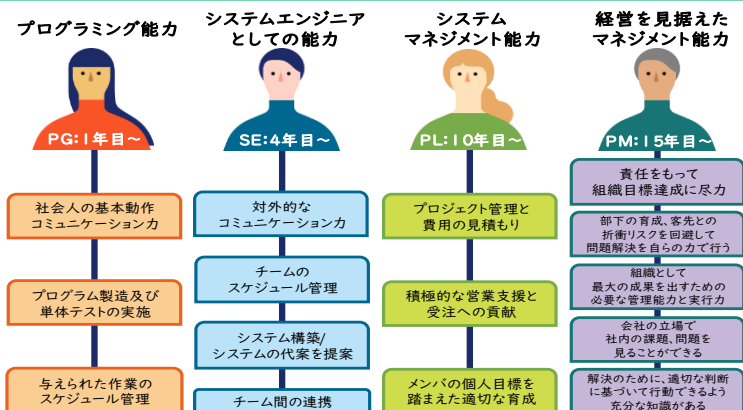 プログラミング能力
システムエンジニア
としての能力
システム
マネジメント能力
経営を見据えた
マネジメント能力
PG:1年目～
SE:4年目～
PL:10年目～
PM:15年目～
社会人の基本動作
コミュニケーション力
プログラム製造及び
単体テストの実施
与えられた作業の
スケジュール管理
対外的な
コミュニケーション力
チームの
スケジュール管理
システム構築/
システムの代案を提案
チーム間の連携
プロジェクト管理と
費用の見積もり
積極的な営業支援と
受注への貢献
メンバの個人目標を
踏まえた適切な育成
責任をもって
組織目標達成に尽力
部下の育成、客先との
折衝リスクを回避して
問題解決を自らの力で行う
組織として
最大の成果を出すための
必要な管理能力と実行力
会社の立場で
社内の課題、問題を
見ることができる
解決のために、適切な判断
に基づいて行動できるよう
充分な知識がある